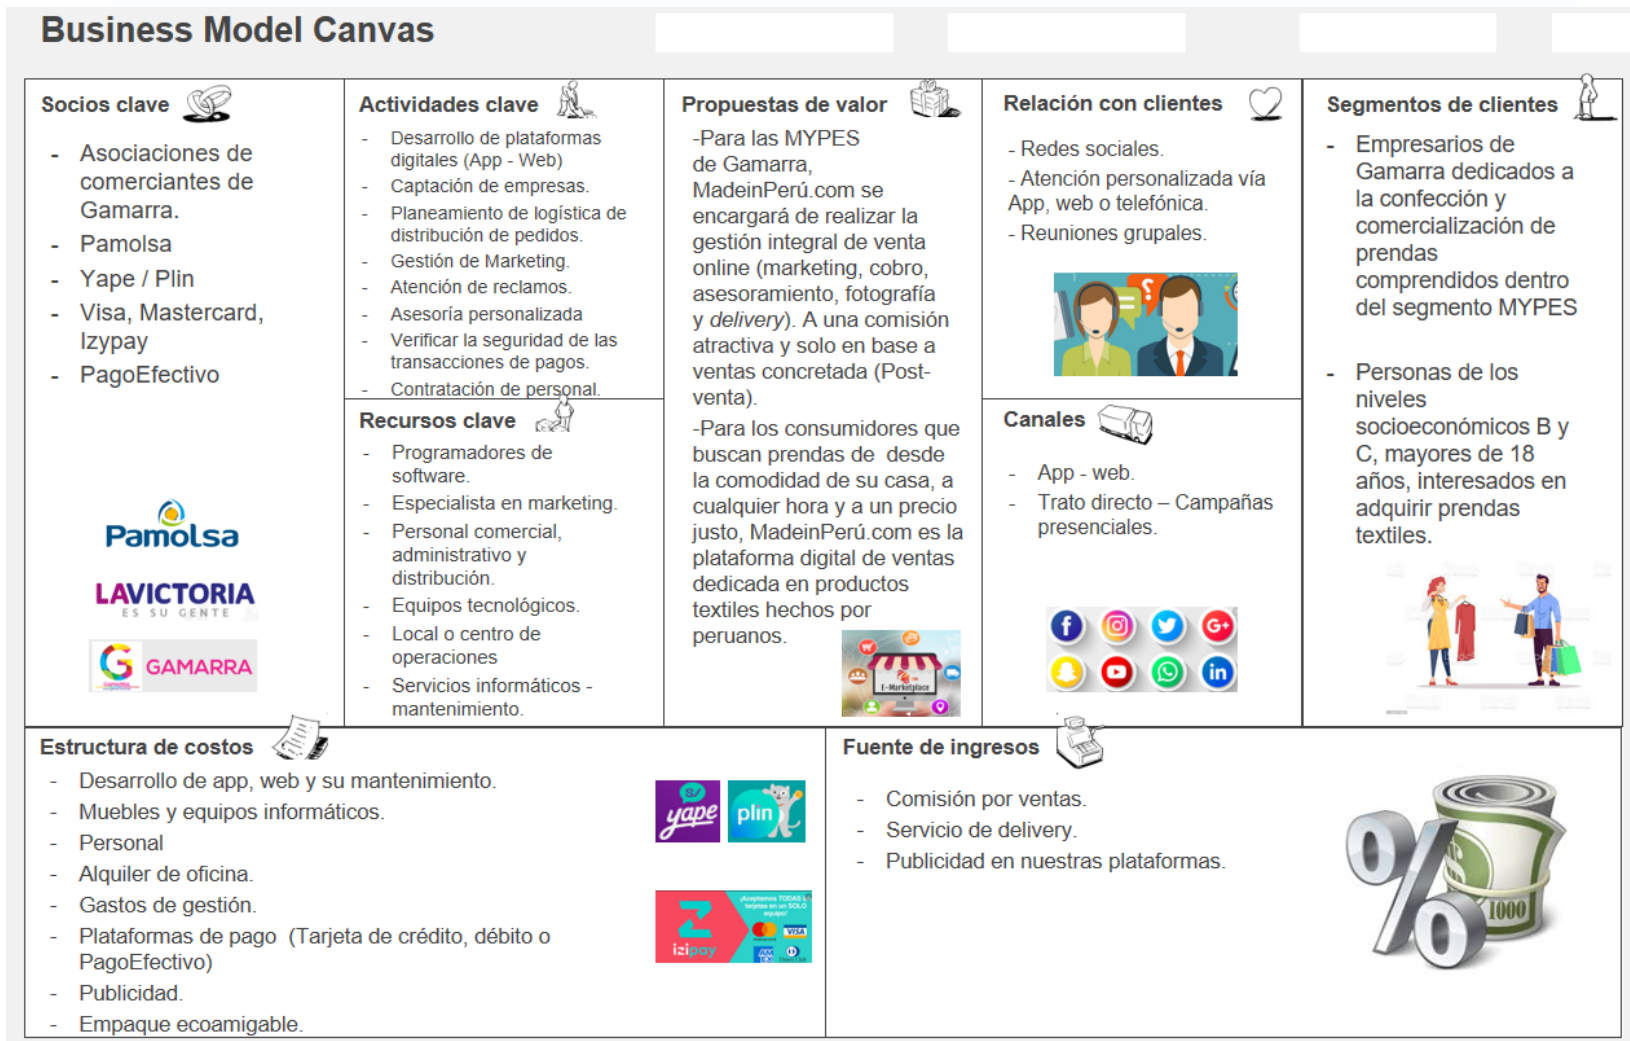 Business Model Canvas
Socios clave
- Asociaciones de
comerciantes de
Gamarra.
- Pamolsa
- Yape / Plin
- Visa, Mastercard,
Izypay
- PagoEfectivo
Pamolsa
LAVICTORIA
ES SU GENTE
G GAMARRA
Actividades clave
- Desarrollo de plataformas
digitales (App - Web)
- Captación de empresas.
- Planeamiento de logística de
distribución de pedidos.
- Gestión de Marketing.
- Atención de reclamos.
- Asesoría personalizada
- Verificar la seguridad de las
transacciones de pagos.
- Contratación de personal.
Recursos clave
- Programadores de
software.
- Especialista en marketing.
- Personal comercial,
administrativo y
distribución.
- Equipos tecnológicos.
- Local o centro de
operaciones
- Servicios informáticos -
mantenimiento.
Propuestas de valor
-Para las MYPES
de Gamarra,
MadeinPerú.com se
encargará de realizar la
gestión integral de venta
online (marketing, cobro,
asesoramiento, fotografía
y delivery). A una comisión
atractiva y solo en base a
ventas concretada (Post-
venta).
-Para los consumidores que
buscan prendas de desde
la comodidad de su casa, a
cualquier hora y a un precio
justo, MadeinPerú.com es la
plataforma digital de ventas
dedicada en productos
textiles hechos por
peruanos.
E-Marketplace
Relación con clientes
- Redes sociales.
- Atención personalizada vía
App, web o telefónica.
- Reuniones grupales.
Canales
- App - web.
- Trato directo – Campañas
presenciales.
Segmentos de clientes
- Empresarios de
Gamarra dedicados a
la confección y
comercialización de
prendas
comprendidos dentro
del segmento MYPES
- Personas de los
niveles
socioeconómicos B y
C, mayores de 18
años, interesados en
adquirir prendas
textiles.
Estructura de costos
- Desarrollo de app, web y su mantenimiento.
- Muebles y equipos informáticos.
- Personal
- Alquiler de oficina.
- Gastos de gestión.
- Plataformas de pago (Tarjeta de crédito, débito o
PagoEfectivo)
- Publicidad.
- Empaque ecoamigable.
S/
yape
plin
izipay
¡Aceptamos TODAS las
tarjetas en un SOLO
equipo!
VISA
Fuente de ingresos
- Comisión por ventas.
- Servicio de delivery.
- Publicidad en nuestras plataformas.
%
1000